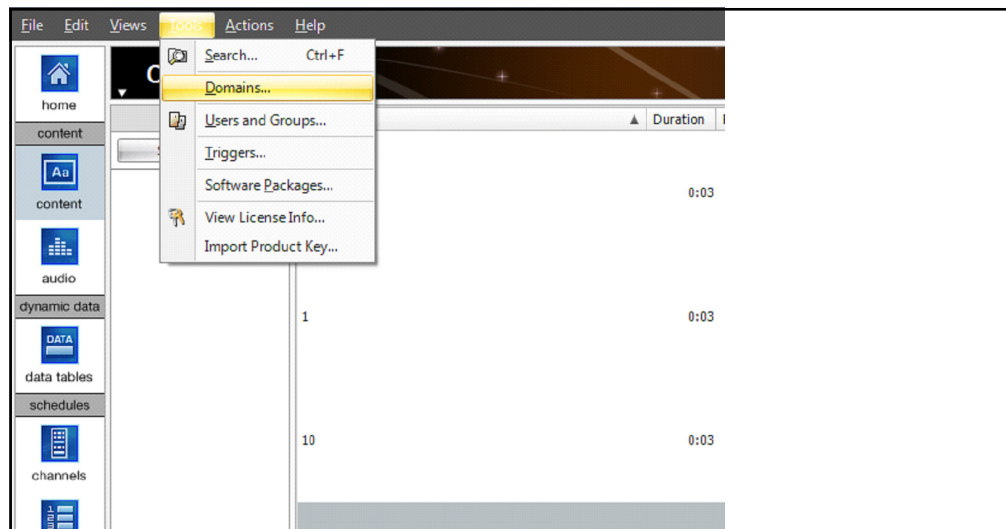 File Edit Views Tools Actions Help
Search... Ctrl+F
Domains...
Users and Groups...
Triggers...
Software Packages...
View License Info...
Import Product Key...
home
content
Aa
content
audio
dynamic data
DATA
data tables
schedules
channels
Duration
0:03
1 0:03
10 0:03